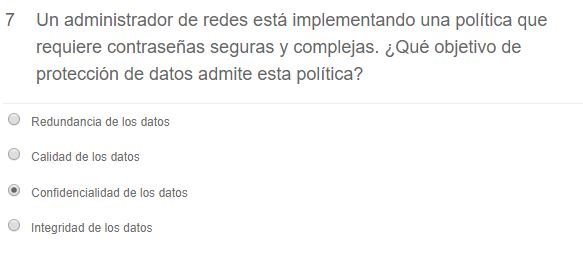 7 Un administrador de redes está implementando una política que
requiere contraseñas seguras y complejas. ¿Qué objetivo de
protección de datos admite esta política?
Redundancia de los datos
Calidad de los datos
Confidencialidad de los datos
Integridad de los datos